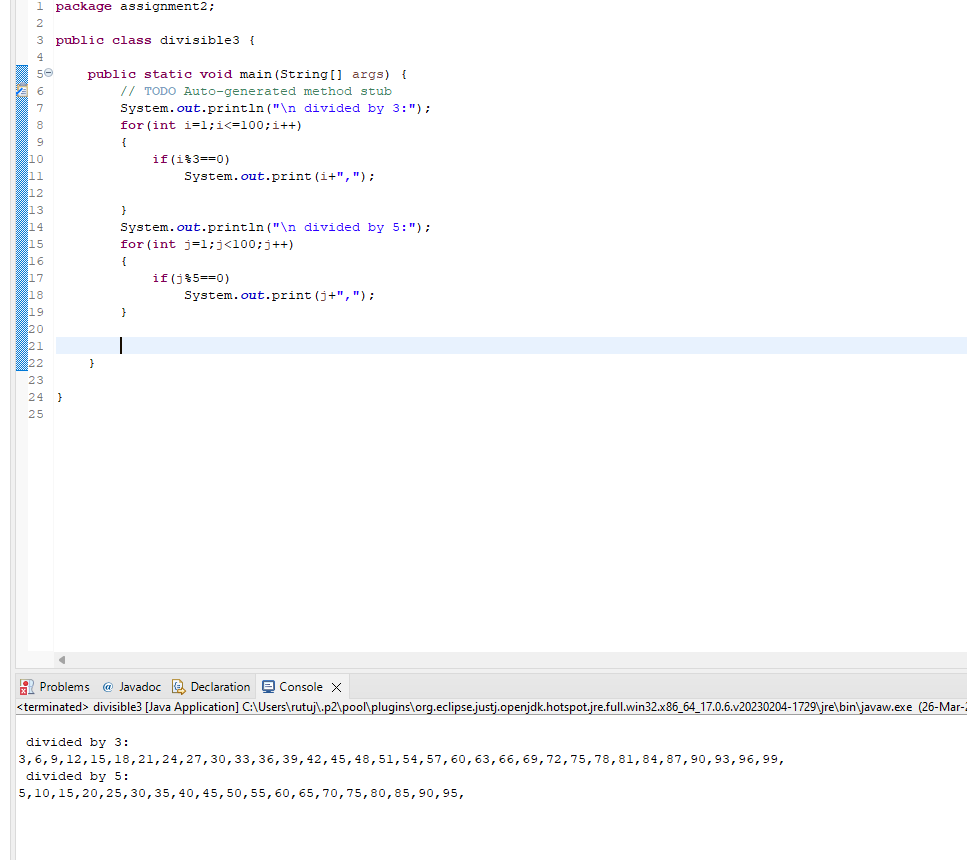 1 package assignment2;
2
3 public class divisible3 {
4
5 public static void main(String[] args) {
6 // TODO Auto-generated method stub
7 System.out.println("\n divided by 3:");
8 for(int i=1;i<=100;i++)
9 {
10 if(i%3==0)
11 System.out.print(i+",");
12
13 }
14 System.out.println("\n divided by 5:");
15 for(int j=1;j<100;j++)
16 {
17 if(j%5==0)
18 System.out.print(j+",");
19 }
20
21
22 }
23
24 }
25
Problems @ Javadoc Declaration Console
<terminated> divisible3 [Java Application] C:\Users\rutuj\.p2\pool\plugins\org.eclipse.justj.openjdk.hotspot.jre.full.win32.x86_64_17.0.6.v20230204-1729\jre\bin\javaw.exe (26-Mar-2
divided by 3:
3,6,9,12,15,18,21,24,27,30,33,36,39,42,45,48,51,54,57,60,63,66,69,72,75,78,81,84,87,90,93,96,99,
divided by 5:
5,10,15,20,25,30,35,40,45,50,55,60,65,70,75,80,85,90,95,